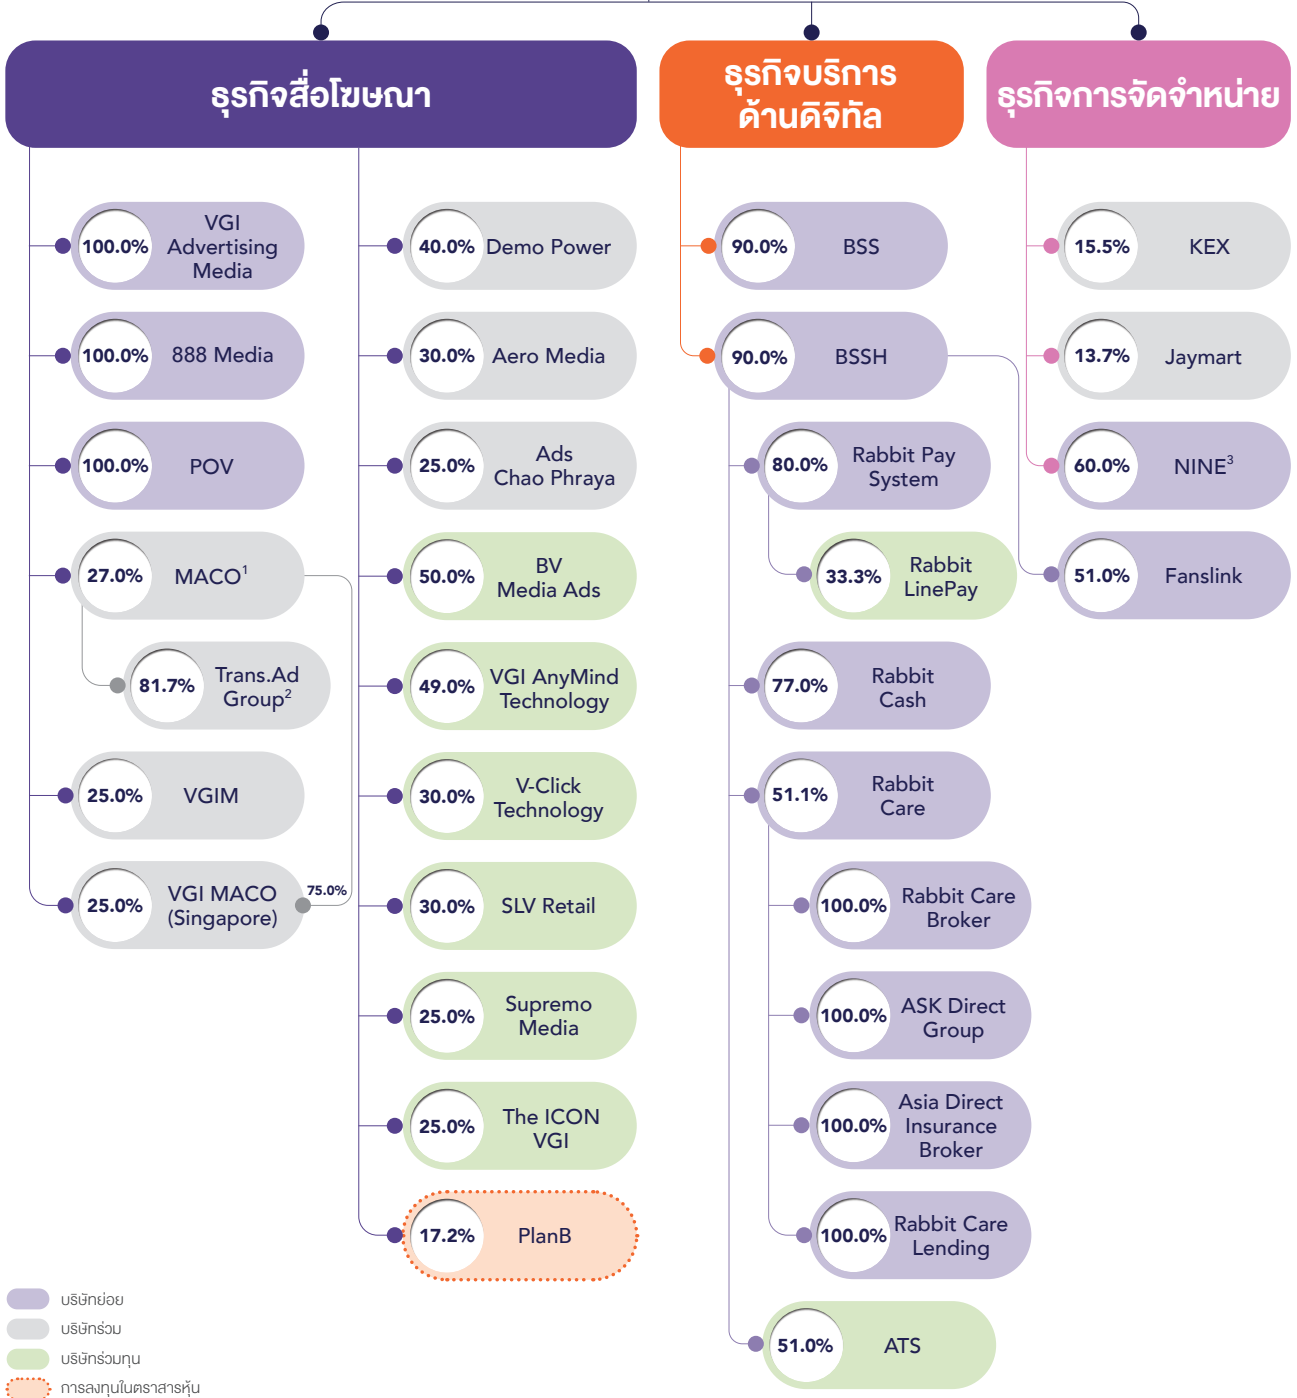 ธุรกิจสื่อโฆษณา
100.0%
VGI
Advertising
Media
100.0%
888 Media
100.0%
POV
27.0%
MACO¹
81.7%
Trans.Ad
Group²
25.0%
VGIM
25.0%
VGI MACO
(Singapore)
75.0%
40.0%
Demo Power
30.0%
Aero Media
25.0%
Ads
Chao Phraya
50.0%
BV
Media Ads
49.0%
VGI AnyMind
Technology
30.0%
V-Click
Technology
30.0%
SLV Retail
25.0%
Supremo
Media
25.0%
The ICON
VGI
17.2%
PlanB
ธุรกิจบริการ
ด้านดิจิทัล
90.0%
BSS
90.0%
BSSH
80.0%
Rabbit Pay
System
33.3%
Rabbit
LinePay
77.0%
Rabbit
Cash
51.1%
Rabbit
Care
100.0%
Rabbit Care
Broker
100.0%
ASK Direct
Group
100.0%
Asia Direct
Insurance
Broker
100.0%
Rabbit Care
Lending
51.0%
ATS
ธุรกิจการจัดจำหน่าย
15.5%
KEX
13.7%
Jaymart
60.0%
NINE³
51.0%
Fanslink
บริษัทย่อย
บริษัทร่วม
บริษัทร่วมทุน
การลงทุนในตราสารหุ้น